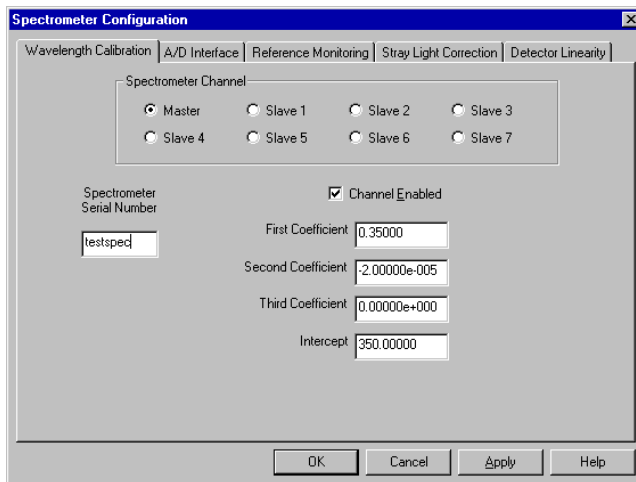 Spectrometer Configuration
Wavelength Calibration A/D Interface Reference Monitoring Stray Light Correction Detector Linearity
Spectrometer Channel
Master Slave 1 Slave 2 Slave 3
Slave 4 Slave 5 Slave 6 Slave 7
Spectrometer
Serial Number
testspec
Channel Enabled
First Coefficient 0.35000
Second Coefficient -2.00000e-005
Third Coefficient 0.00000e+000
Intercept 350.00000
OK Cancel Apply Help